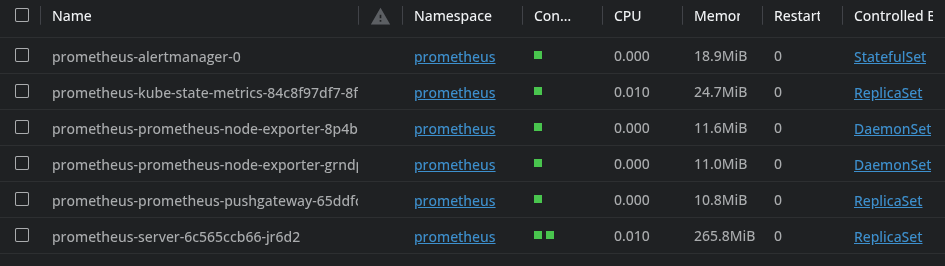 Name Namespace Con... CPU Memor Restart Controlled B
prometheus-alertmanager-0 prometheus 0.000 18.9MiB 0 StatefulSet
prometheus-kube-state-metrics-84c8f97df7-8f prometheus 0.010 24.7MiB 0 ReplicaSet
prometheus-prometheus-node-exporter-8p4b prometheus 0.000 11.6MiB 0 DaemonSet
prometheus-prometheus-node-exporter-grndp prometheus 0.000 11.0MiB 0 DaemonSet
prometheus-prometheus-pushgateway-65ddfc prometheus 0.000 10.8MiB 0 ReplicaSet
prometheus-server-6c565ccb66-jr6d2 prometheus 0.010 265.8MiB 0 ReplicaSet